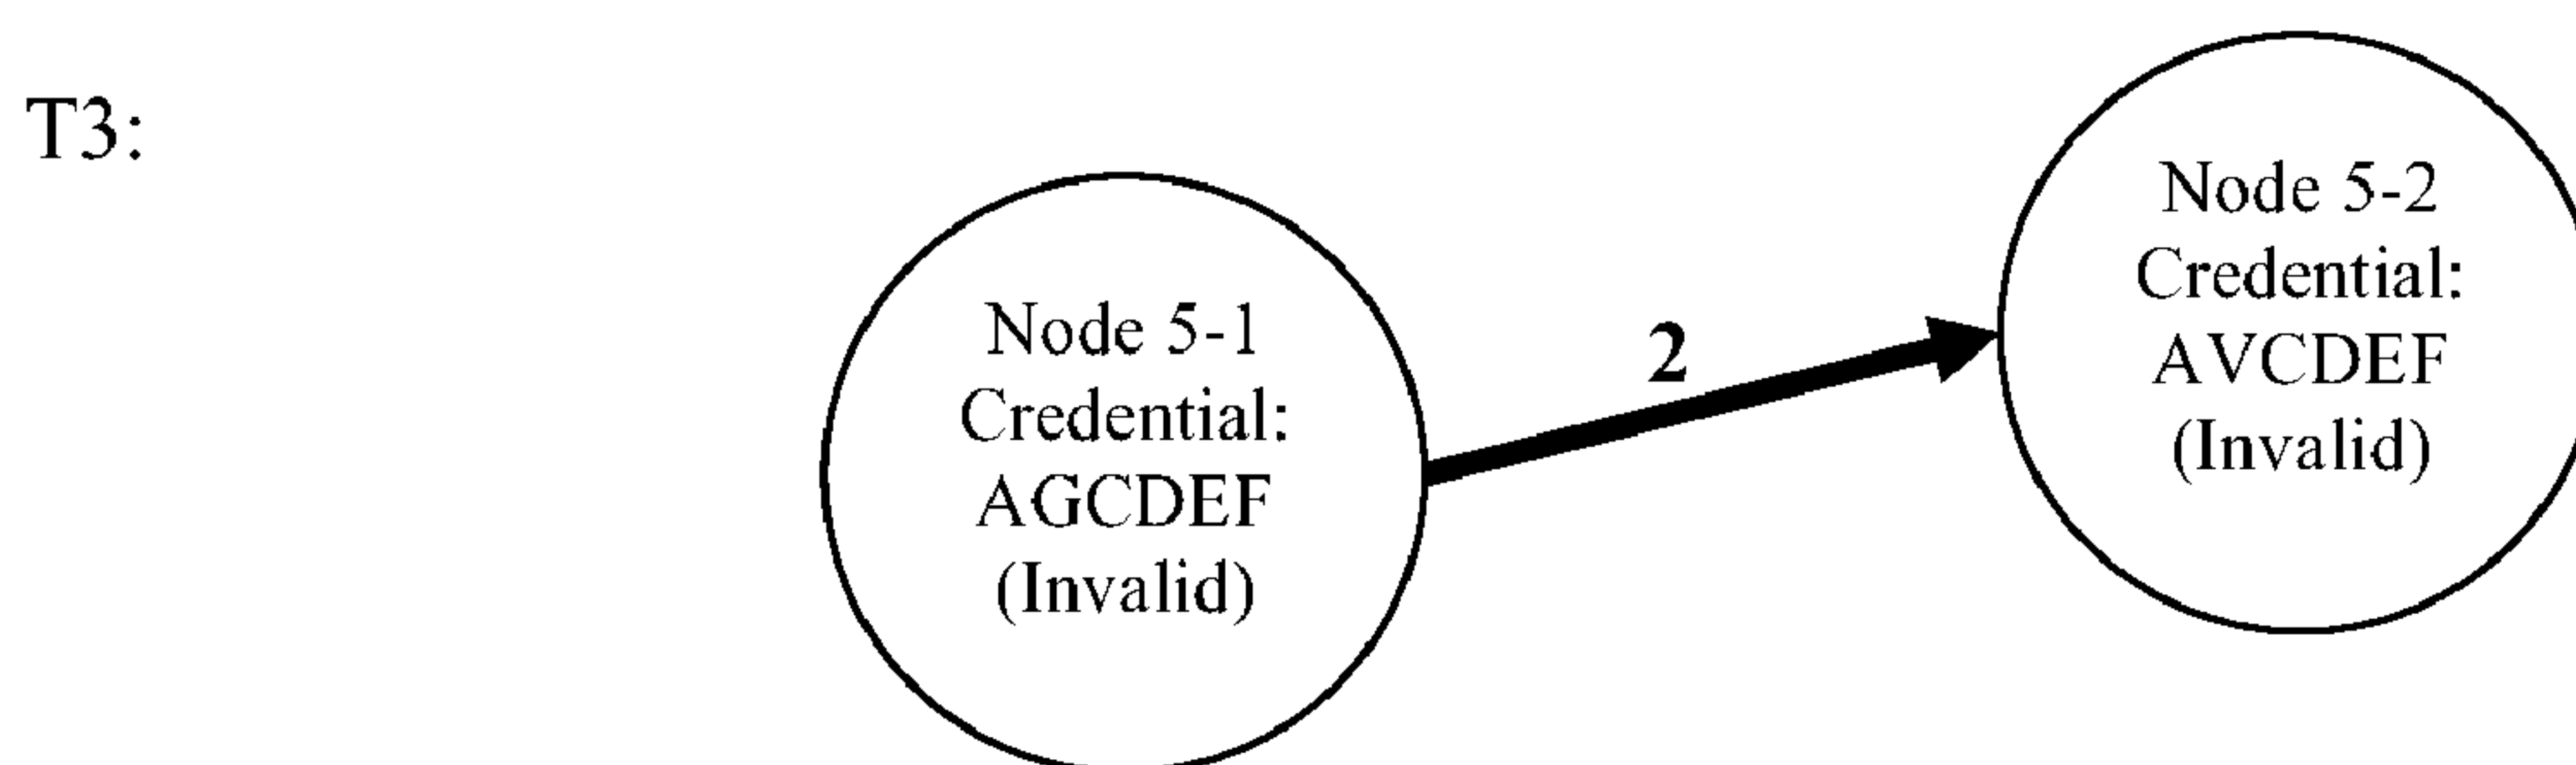 T3:
Node 5-1
Credential:
AGCDEF
(Invalid)
2
Node 5-2
Credential:
AVCDEF
(Invalid)